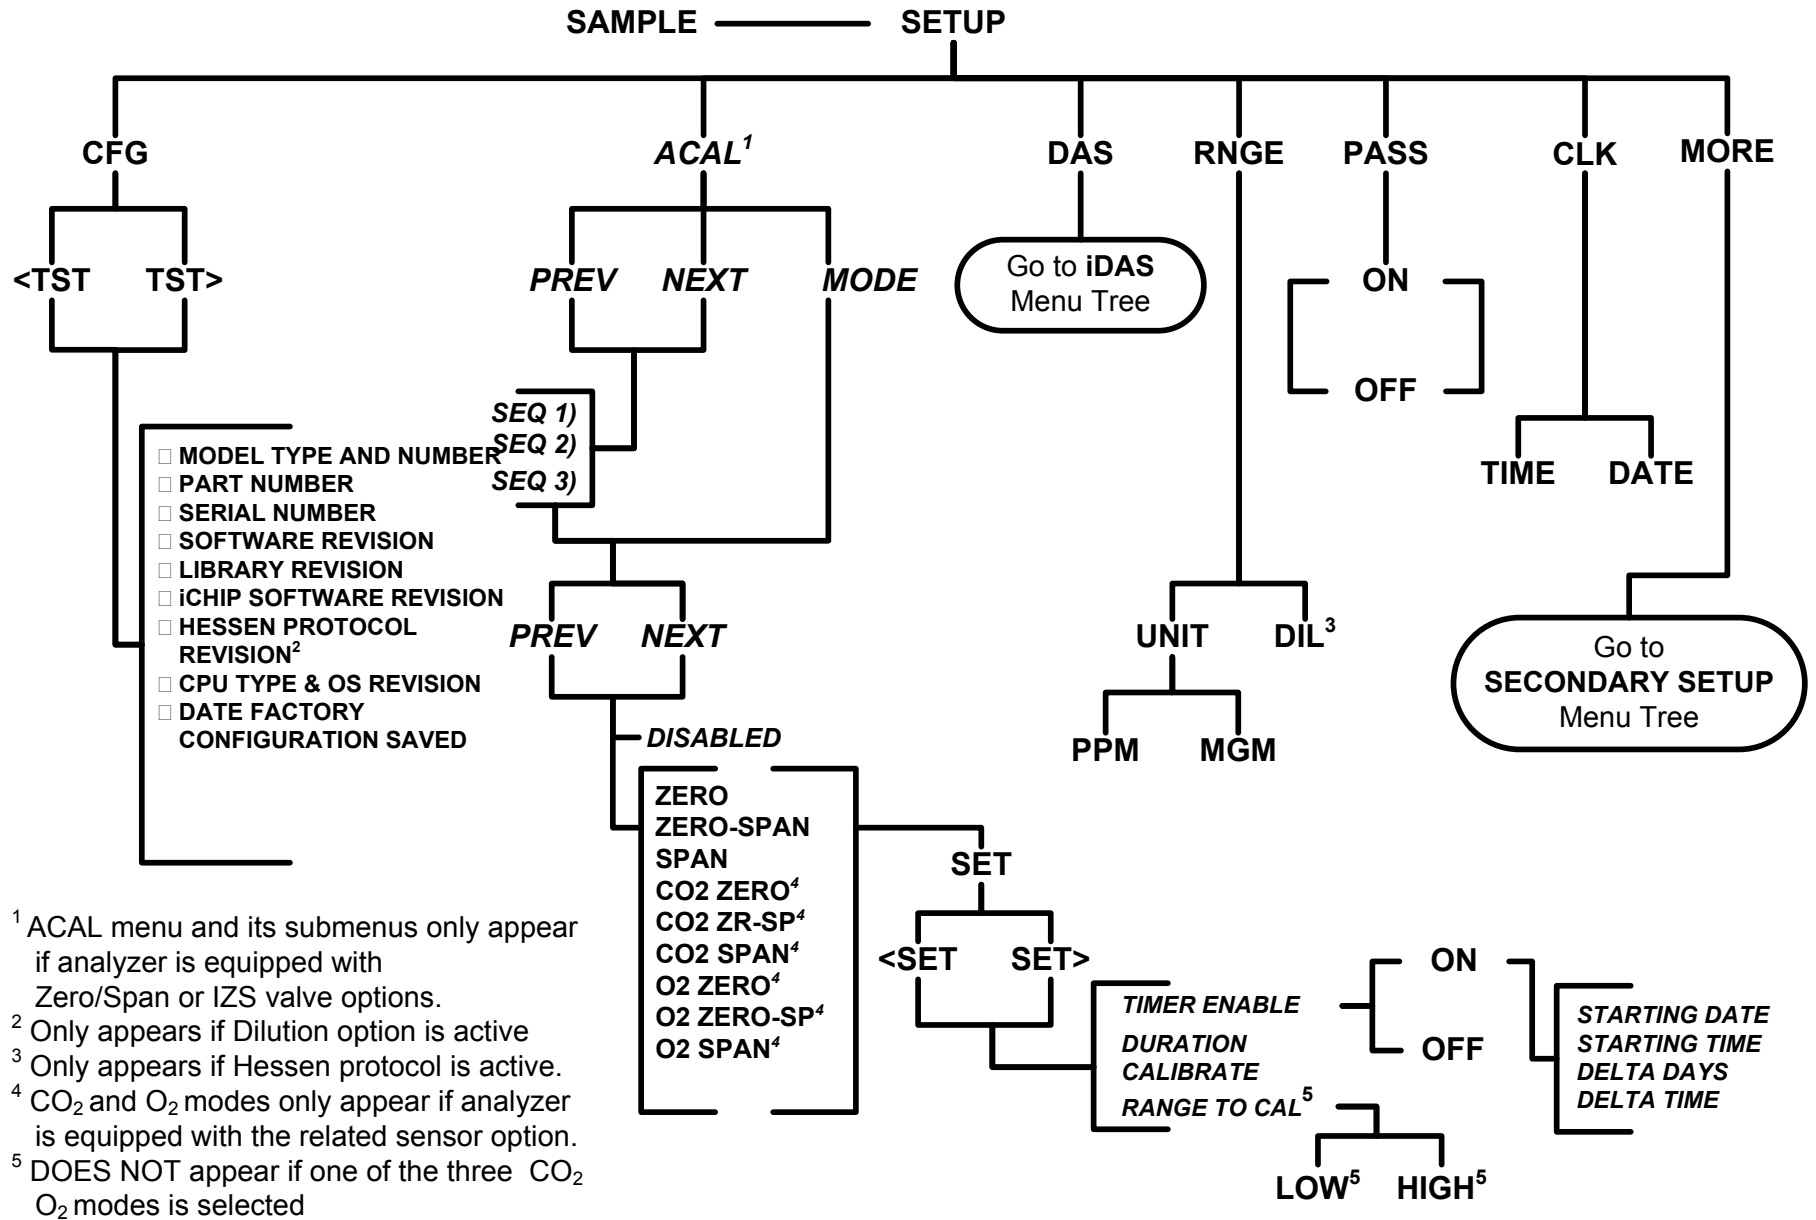 SAMPLE SETUP
CFG ACAL¹ DAS RNGE PASS CLK MORE
<TST TST>
PREV NEXT MODE
Go to iDAS
Menu Tree
ON
OFF
SEQ 1)
SEQ 2)
SEQ 3)
TIME DATE
MODEL TYPE AND NUMBER
PART NUMBER
SERIAL NUMBER
SOFTWARE REVISION
LIBRARY REVISION
iCHIP SOFTWARE REVISION
HESSEN PROTOCOL
REVISION²
CPU TYPE & OS REVISION
DATE FACTORY
CONFIGURATION SAVED
PREV NEXT
UNIT DIL³
PPM MGM
Go to
SECONDARY SETUP
Menu Tree
DISABLED
ZERO
ZERO-SPAN
SPAN
CO2 ZERO⁴
CO2 ZR-SP⁴
CO2 SPAN⁴
O2 ZERO⁴
O2 ZERO-SP⁴
O2 SPAN⁴
SET
<SET SET>
TIMER ENABLE
DURATION
CALIBRATE
RANGE TO CAL⁵
ON
OFF
STARTING DATE
STARTING TIME
DELTA DAYS
DELTA TIME
LOW⁵ HIGH⁵
¹ ACAL menu and its submenus only appear
if analyzer is equipped with
Zero/Span or IZS valve options.
² Only appears if Dilution option is active
³ Only appears if Hessen protocol is active.
⁴ CO₂ and O₂ modes only appear if analyzer
is equipped with the related sensor option.
⁵ DOES NOT appear if one of the three CO₂
O₂ modes is selected